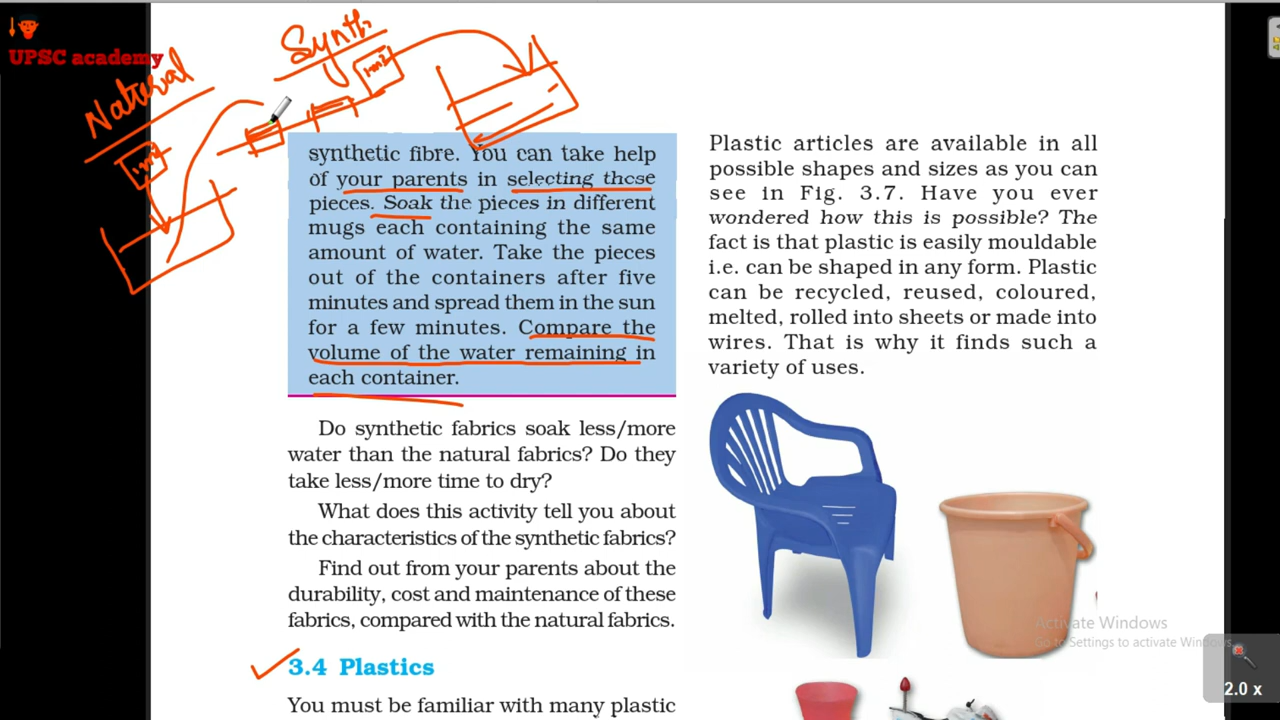 UPSC academy
Natural
Synth
1m²
1m²
synthetic fibre. You can take help
of your parents in selecting these
pieces. Soak the pieces in different
mugs each containing the same
amount of water. Take the pieces
out of the containers after five
minutes and spread them in the sun
for a few minutes. Compare the
volume of the water remaining in
each container.
Do synthetic fabrics soak less/more
water than the natural fabrics? Do they
take less/more time to dry?
What does this activity tell you about
the characteristics of the synthetic fabrics?
Find out from your parents about the
durability, cost and maintenance of these
fabrics, compared with the natural fabrics.
3.4 Plastics
You must be familiar with many plastic
Plastic articles are available in all
possible shapes and sizes as you can
see in Fig. 3.7. Have you ever
wondered how this is possible? The
fact is that plastic is easily mouldable
i.e. can be shaped in any form. Plastic
can be recycled, reused, coloured,
melted, rolled into sheets or made into
wires. That is why it finds such a
variety of uses.
Activate Windows
Go to Settings to activate Windows.
2.0 x